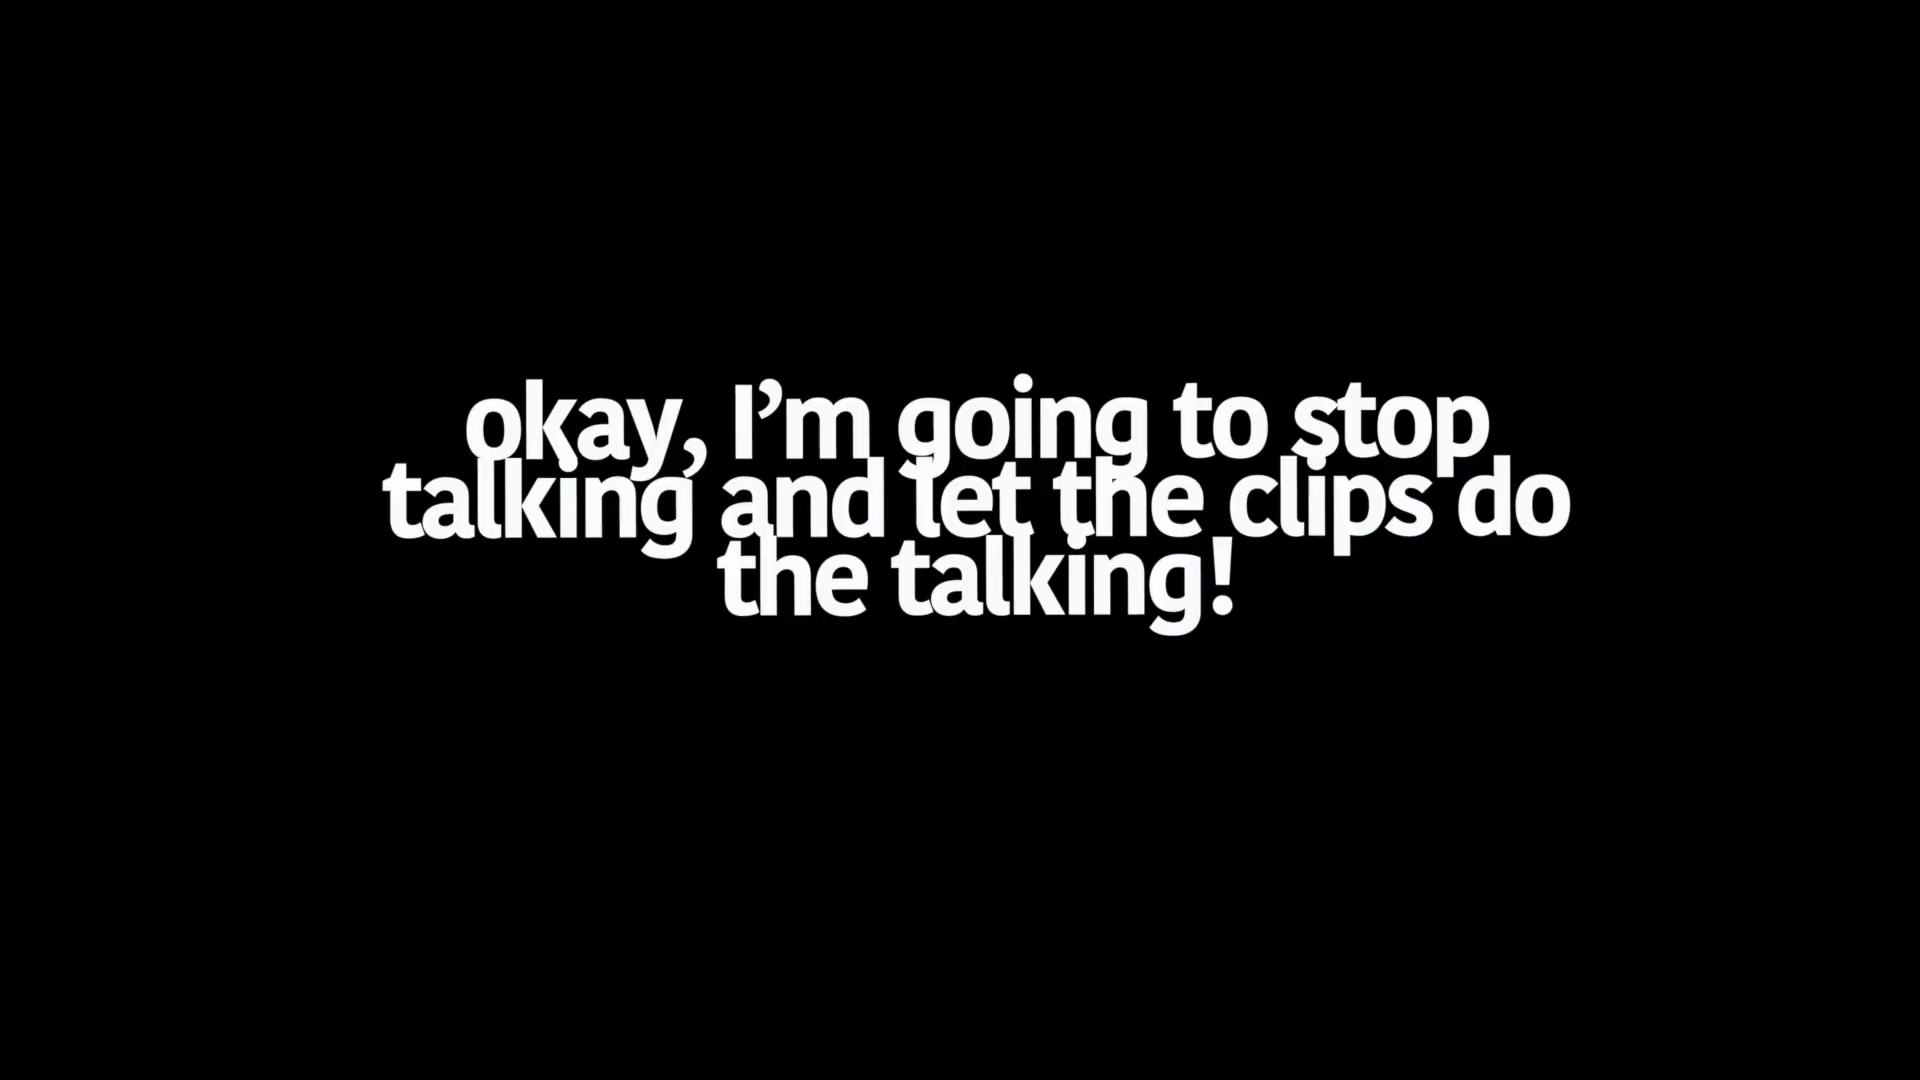 okay, I’m going to stop
talking and let the clips do
the talking!